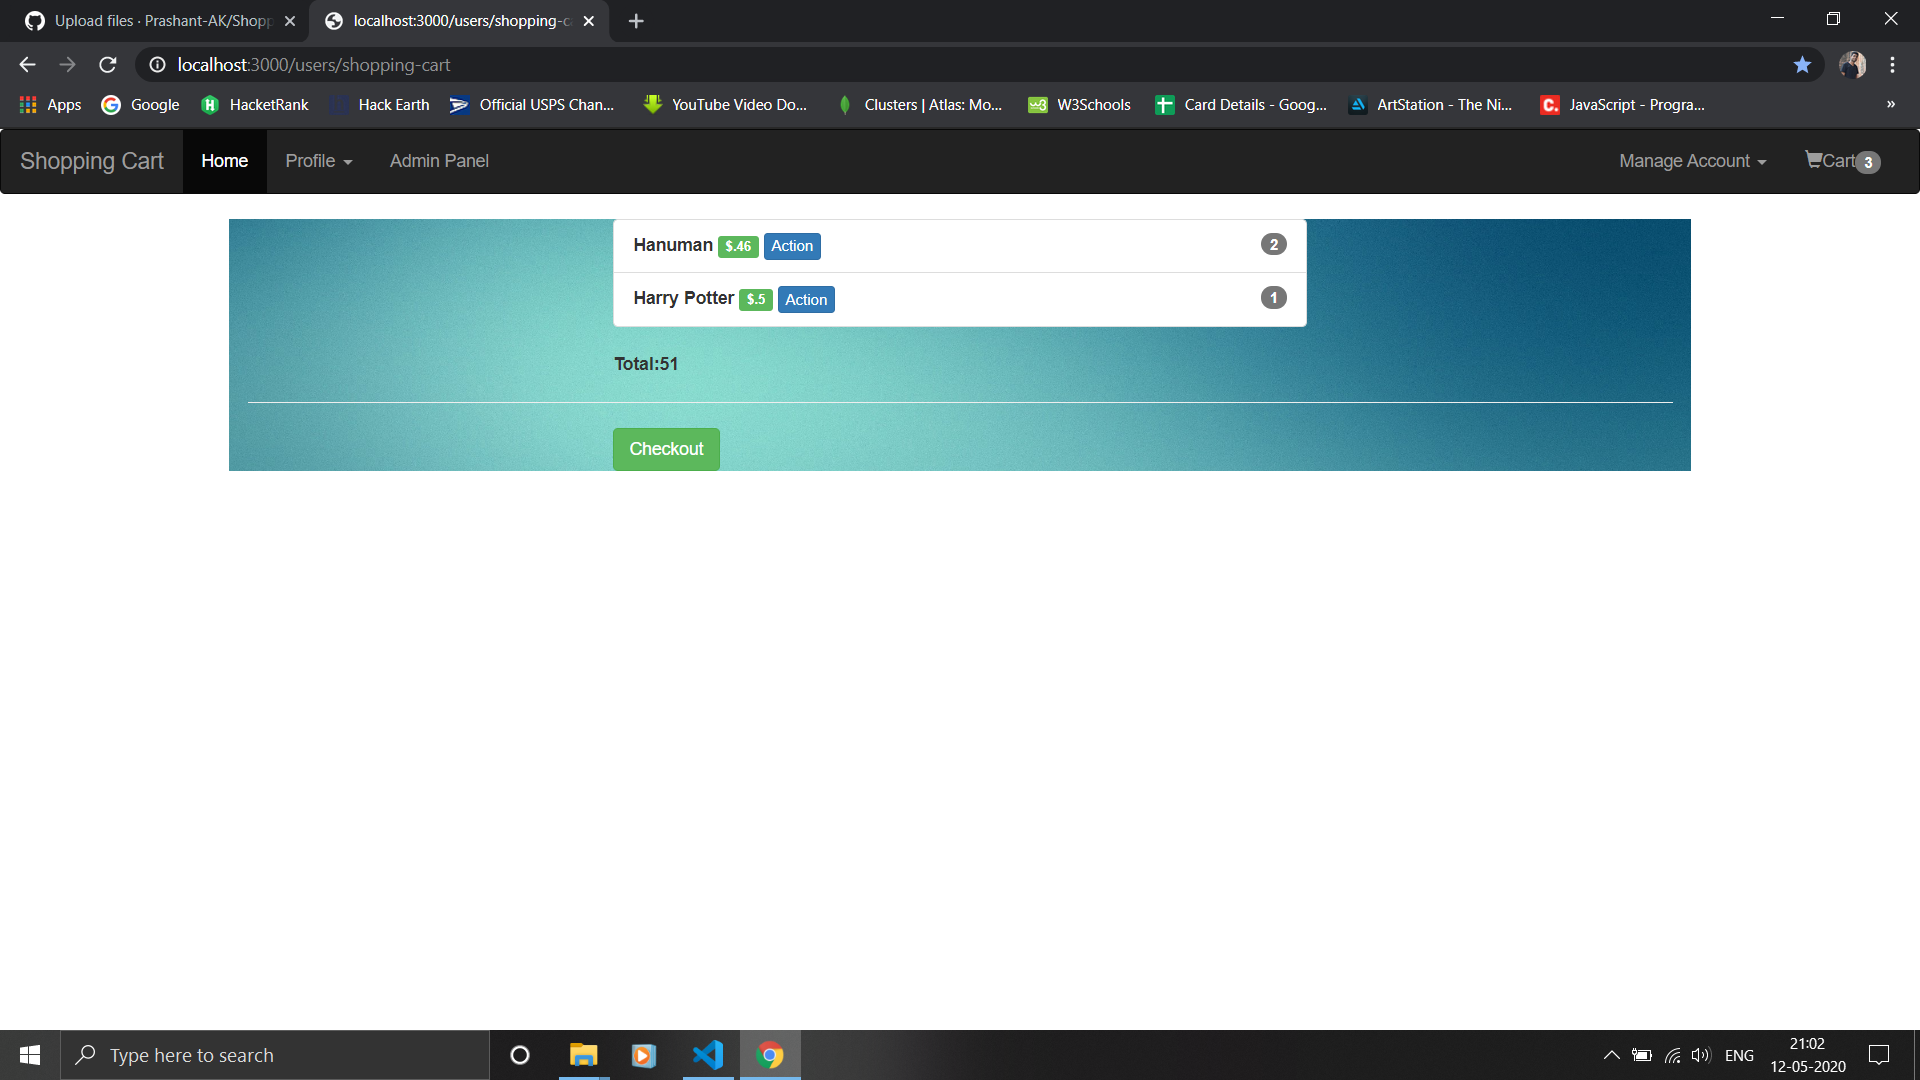 Upload files · Prashant-AK/Shopp
localhost:3000/users/shopping-c
localhost:3000/users/shopping-cart
Apps Google HacketRank Hack Earth Official USPS Chan... YouTube Video Do... Clusters | Atlas: Mo... W3Schools Card Details - Goog... ArtStation - The Ni... JavaScript - Progra... »
Shopping Cart Home Profile Admin Panel Manage Account Cart 3
Hanuman $.46 Action 2
Harry Potter $.5 Action 1
Total:51
Checkout
Type here to search
ENG
21:02
12-05-2020